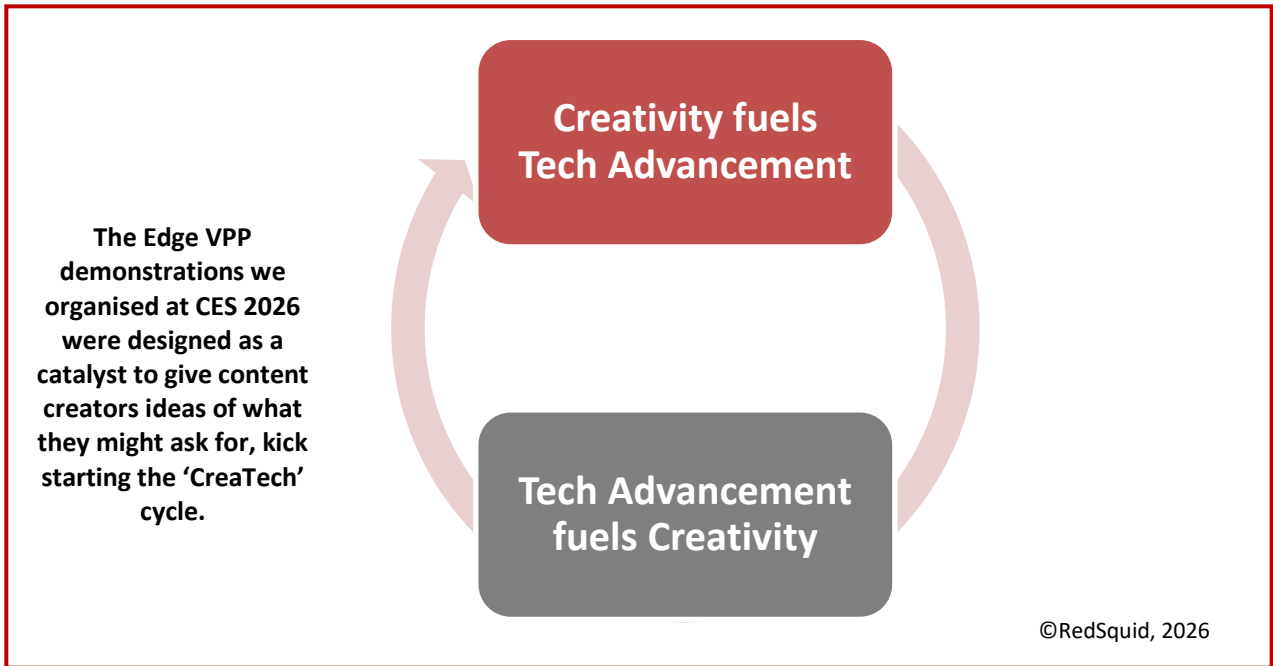 Creativity fuels
Tech Advancement
The Edge VPP
demonstrations we
organised at CES 2026
were designed as a
catalyst to give content
creators ideas of what
they might ask for, kick
starting the ‘CreaTech’
cycle.
Tech Advancement
fuels Creativity
©RedSquid, 2026